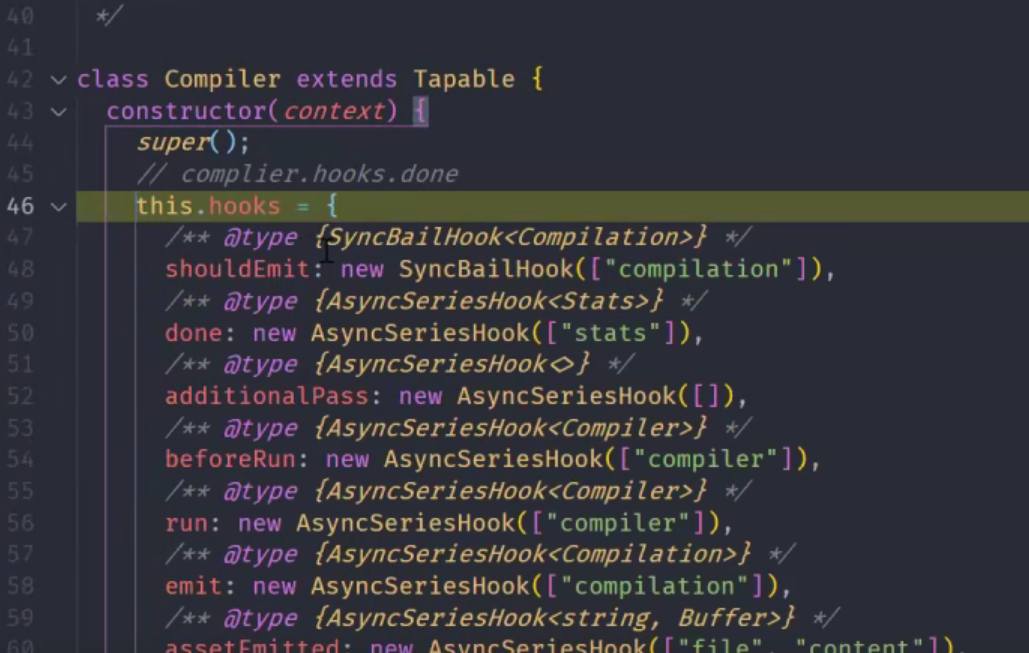 40 */
41
42 class Compiler extends Tapable {
43 constructor(context) {
44 super();
45 // complier.hooks.done
46 this.hooks = {
47 /** @type {SyncBailHook<Compilation>} */
48 shouldEmit: new SyncBailHook(["compilation"]),
49 /** @type {AsyncSeriesHook<Stats>} */
50 done: new AsyncSeriesHook(["stats"]),
51 /** @type {AsyncSeriesHook<>} */
52 additionalPass: new AsyncSeriesHook([]),
53 /** @type {AsyncSeriesHook<Compiler>} */
54 beforeRun: new AsyncSeriesHook(["compiler"]),
55 /** @type {AsyncSeriesHook<Compiler>} */
56 run: new AsyncSeriesHook(["compiler"]),
57 /** @type {AsyncSeriesHook<Compilation>} */
58 emit: new AsyncSeriesHook(["compilation"]),
59 /** @type {AsyncSeriesHook<string, Buffer>} */
60 assetEmitted: new AsyncSeriesHook(["file", "content"]),